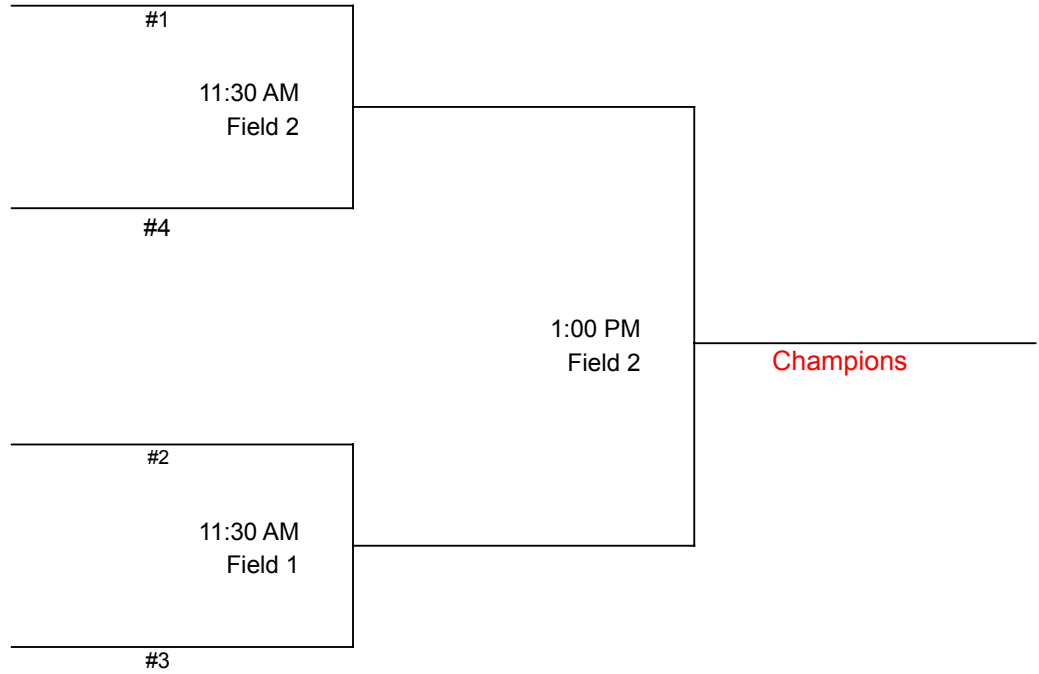 #1
11:30 AM
Field 2
#4
1:00 PM
Field 2
Champions
#2
11:30 AM
Field 1
#3